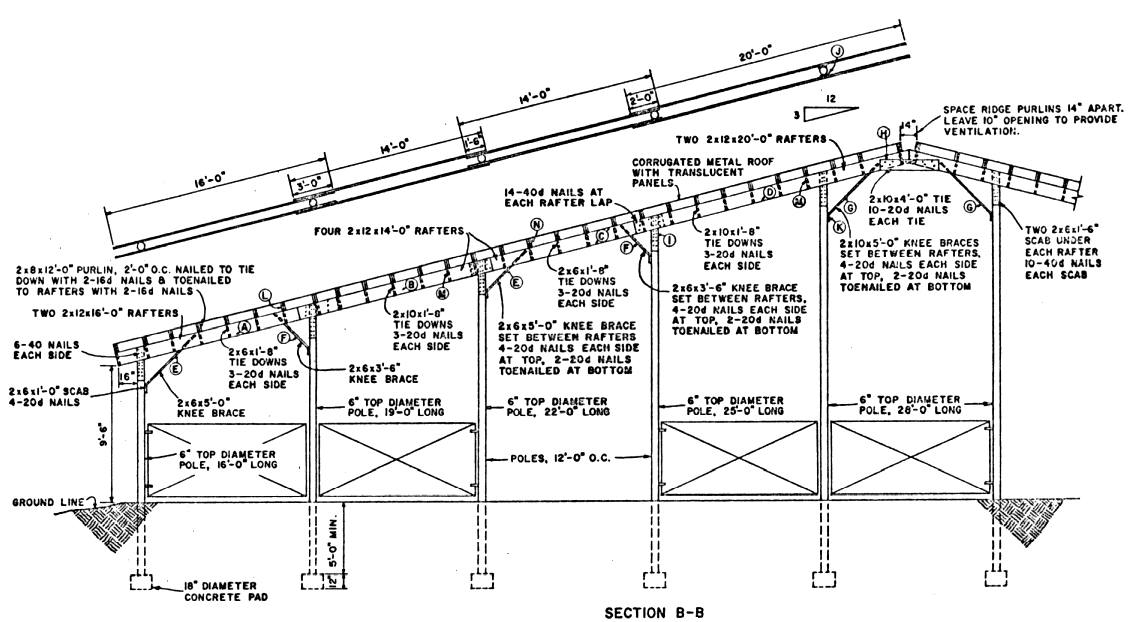 20'-0"
J
14'-0"
2'-0"
12
3
SPACE RIDGE PURLINS 14" APART.
LEAVE 10" OPENING TO PROVIDE
VENTILATION.
14'-0"
1'-6"
H
14"
TWO 2x12x20'-0" RAFTERS
16'-0"
3'-0"
CORRUGATED METAL ROOF
WITH TRANSLUCENT
PANELS
14-40d NAILS AT
EACH RAFTER LAP
D
M
2x10x4'-0" TIE
10-20d NAILS
EACH TIE
G
G
K
N
FOUR 2x12x14'-0" RAFTERS
C
F
I
2x10x1'-8"
TIE DOWNS
3-20d NAILS
EACH SIDE
2x10x5'-0" KNEE BRACES
SET BETWEEN RAFTERS,
4-20d NAILS EACH SIDE
AT TOP, 2-20d NAILS
TOENAILED AT BOTTOM
TWO 2x6x1'-6"
SCAB UNDER
EACH RAFTER
10-40d NAILS
EACH SCAB
2x8x12'-0" PURLIN, 2'-0" O.C. NAILED TO TIE
DOWN WITH 2-16d NAILS & TOENAILED
TO RAFTERS WITH 2-16d NAILS
2x6x1'-8"
TIE DOWNS
3-20d NAILS
EACH SIDE
2x6x3'-6" KNEE BRACE
SET BETWEEN RAFTERS,
4-20d NAILS EACH SIDE
AT TOP, 2-20d NAILS
TOENAILED AT BOTTOM
L
B
M
E
TWO 2x12x16'-0" RAFTERS
A
F
2x10x1'-8"
TIE DOWNS
3-20d NAILS
EACH SIDE
2x6x5'-0" KNEE BRACE
SET BETWEEN RAFTERS
4-20d NAILS EACH SIDE
AT TOP, 2-20d NAILS
TOENAILED AT BOTTOM
6-40 NAILS
EACH SIDE
E
2x6x1'-8"
TIE DOWNS
3-20d NAILS
EACH SIDE
2x6x3'-6"
KNEE BRACE
16"
2x6x1'-0" SCAB
4-20d NAILS
2x6x5'-0"
KNEE BRACE
9'-6"
6" TOP DIAMETER
POLE, 19'-0" LONG
6" TOP DIAMETER
POLE, 22'-0" LONG
6" TOP DIAMETER
POLE, 25'-0" LONG
6" TOP DIAMETER
POLE, 28'-0" LONG
6" TOP DIAMETER
POLE, 16'-0" LONG
POLES, 12'-0" O.C.
GROUND LINE
5'-0" MIN.
12"
18" DIAMETER
CONCRETE PAD
SECTION B-B